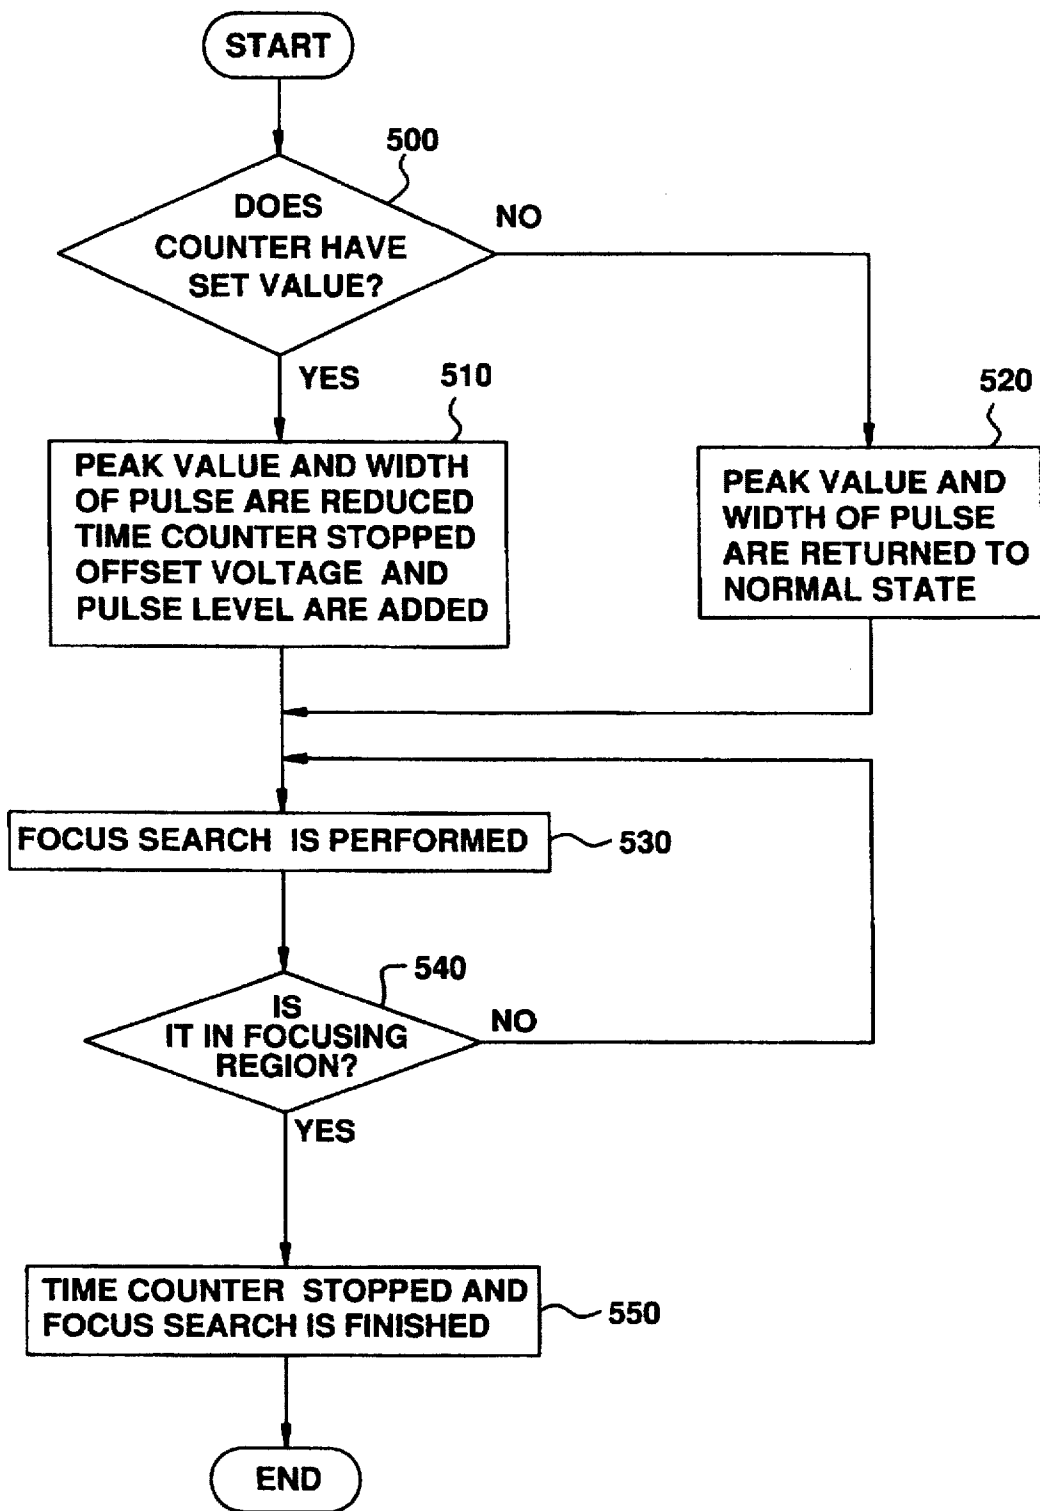 START
500
DOES
COUNTER HAVE
SET VALUE?
NO
YES
510
520
PEAK VALUE AND WIDTH
OF PULSE ARE REDUCED
TIME COUNTER STOPPED
OFFSET VOLTAGE AND
PULSE LEVEL ARE ADDED
PEAK VALUE AND
WIDTH OF PULSE
ARE RETURNED TO
NORMAL STATE
FOCUS SEARCH IS PERFORMED
530
540
IS
IT IN FOCUSING
REGION?
NO
YES
TIME COUNTER STOPPED AND
FOCUS SEARCH IS FINISHED
550
END